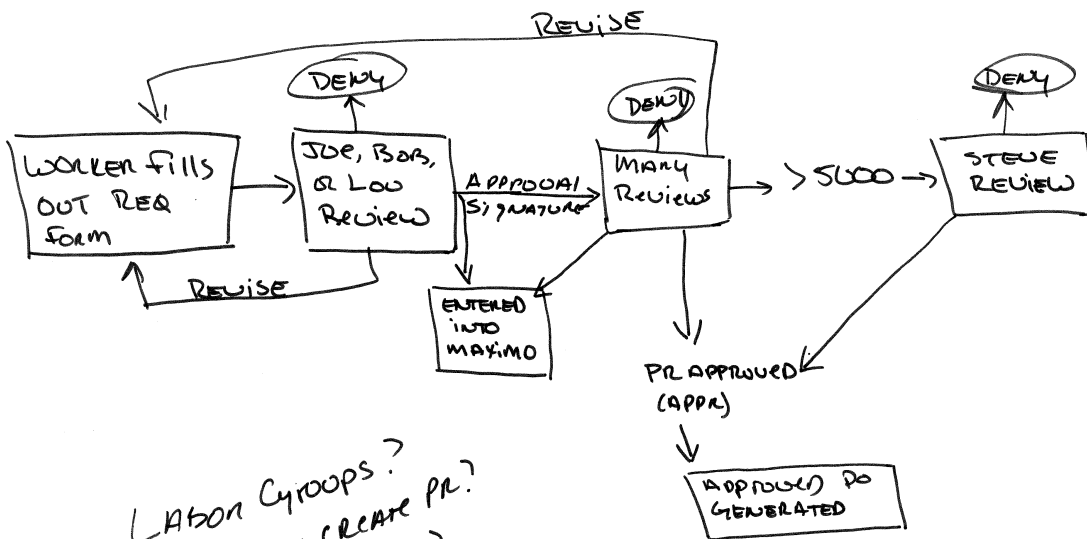 REVISE
DENY
DENY
DENY
WORKER fills
OUT REQ
form
JOE, BOB,
OR LOU
Review
APPROVAL
SIGNATURE
MARY
Reviews
> 5000
STEVE
REVIEW
REVISE
ENTERED
INTO
MAXIMO
PR APPROVED
(APPR)
APPROVED PO
GENERATED
LABOR Groups?
CREATE PR?
?